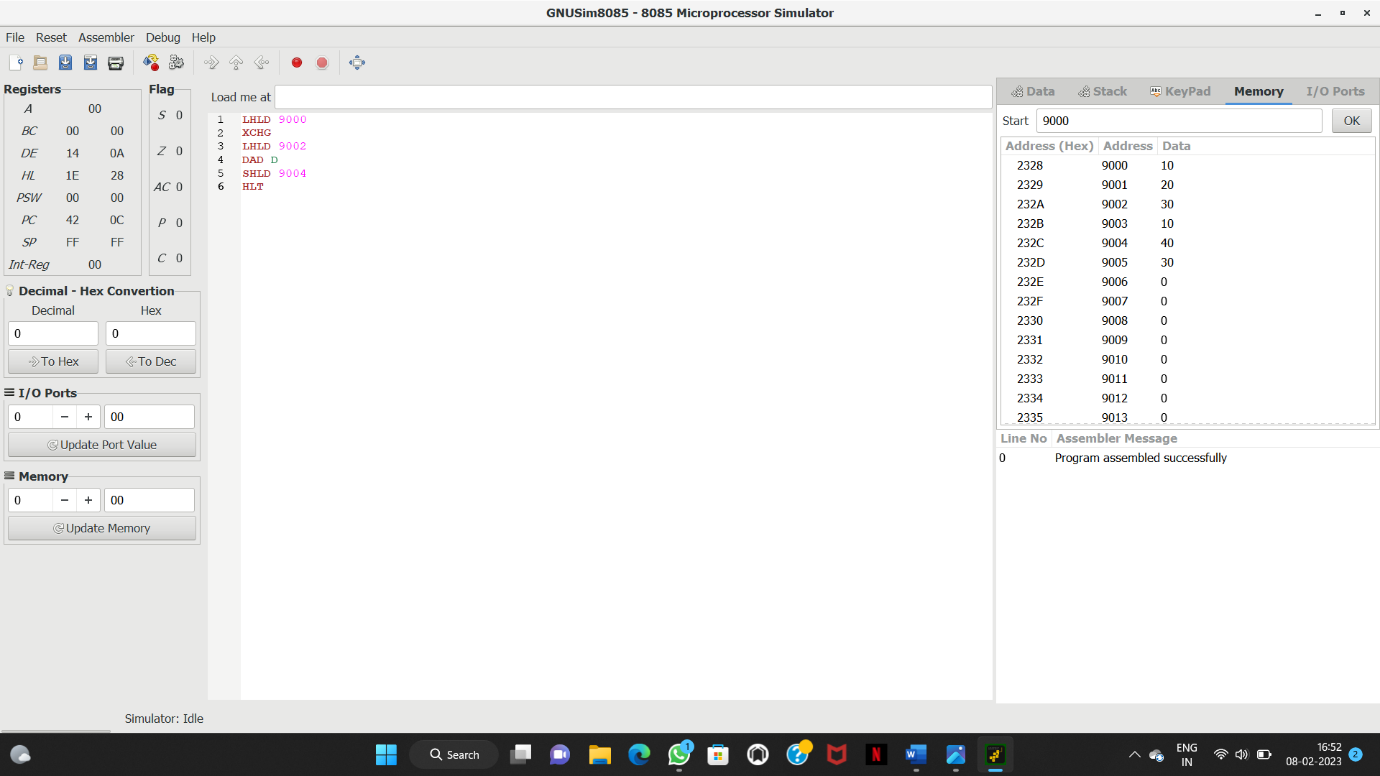 GNUSim8085 - 8085 Microprocessor Simulator
File Reset Assembler Debug Help
Registers
A 00
BC 00 00
DE 14 0A
HL 1E 28
PSW 00 00
PC 42 0C
SP FF FF
Int-Reg 00
Flag
S 0
Z 0
AC 0
P 0
C 0
Decimal - Hex Convertion
Decimal Hex
0 0
To Hex To Dec
I/O Ports
0 − + 00
Update Port Value
Memory
0 − + 00
Update Memory
Load me at
1 LHLD 9000
2 XCHG
3 LHLD 9002
4 DAD D
5 SHLD 9004
6 HLT
Data Stack KeyPad Memory I/O Ports
Start 9000 OK
Address (Hex) Address Data
2328 9000 10
2329 9001 20
232A 9002 30
232B 9003 10
232C 9004 40
232D 9005 30
232E 9006 0
232F 9007 0
2330 9008 0
2331 9009 0
2332 9010 0
2333 9011 0
2334 9012 0
2335 9013 0
Line No Assembler Message
0 Program assembled successfully
Simulator: Idle
Search
1
ENG
IN
16:52
08-02-2023
2